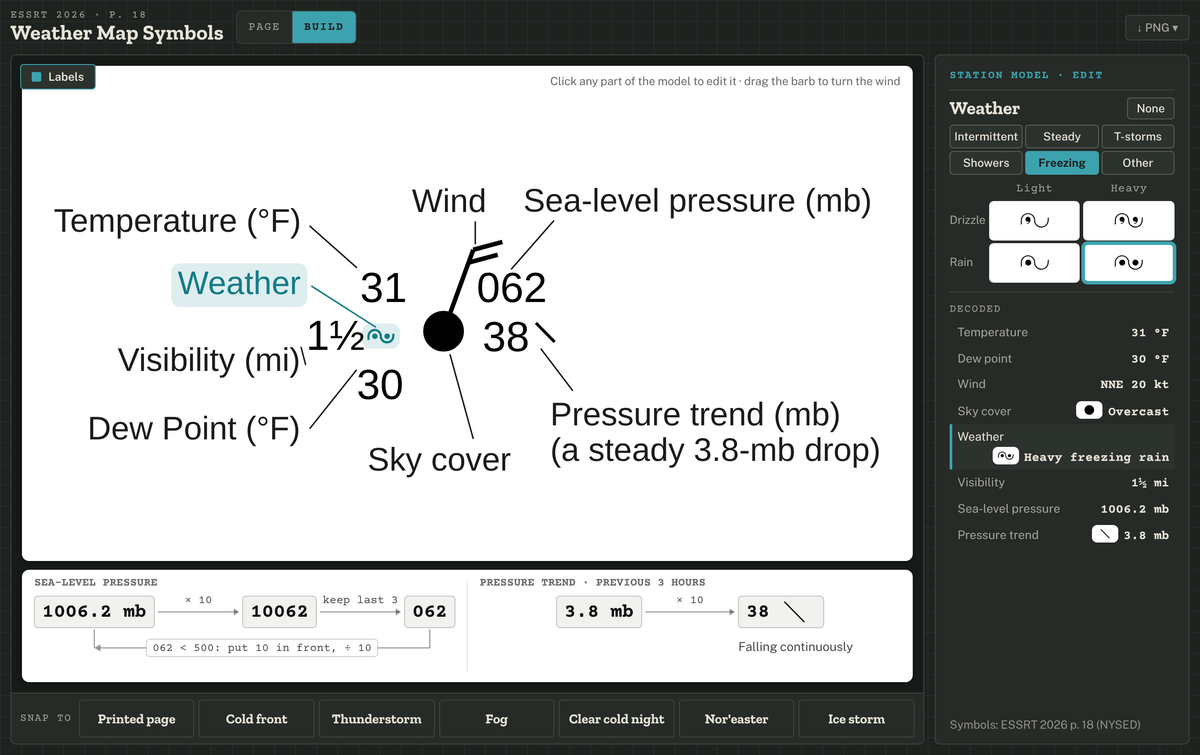 ESSRT 2026 · P. 18
Weather Map Symbols
PAGE
BUILD
↓ PNG ▾
Labels
Click any part of the model to edit it · drag the barb to turn the wind
Wind
Sea-level pressure (mb)
Temperature (°F)
31
062
Weather
1½
38
Visibility (mi)
30
Dew Point (°F)
Sky cover
Pressure trend (mb)
(a steady 3.8-mb drop)
SEA-LEVEL PRESSURE
1006.2 mb
× 10
10062
keep last 3
062
062 < 500: put 10 in front, ÷ 10
PRESSURE TREND · PREVIOUS 3 HOURS
3.8 mb
× 10
38
Falling continuously
SNAP TO
Printed page
Cold front
Thunderstorm
Fog
Clear cold night
Nor'easter
Ice storm
STATION MODEL · EDIT
Weather
None
Intermittent
Steady
T-storms
Showers
Freezing
Other
Light
Heavy
Drizzle
Rain
DECODED
Temperature 31 °F
Dew point 30 °F
Wind NNE 20 kt
Sky cover Overcast
Weather
Heavy freezing rain
Visibility 1½ mi
Sea-level pressure 1006.2 mb
Pressure trend 3.8 mb
Symbols: ESSRT 2026 p. 18 (NYSED)